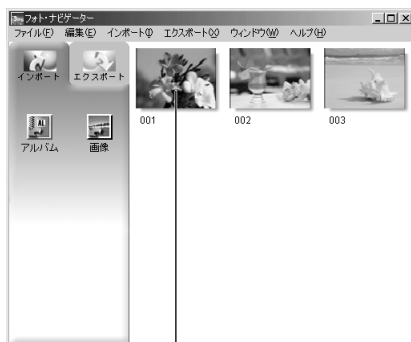 フォト・ナビゲーター
ファイル(F) 編集(E) インポート(I) エクスポート(X) ウィンドウ(W) ヘルプ(H)
インポート エクスポート
001 002 003
アルバム 画像